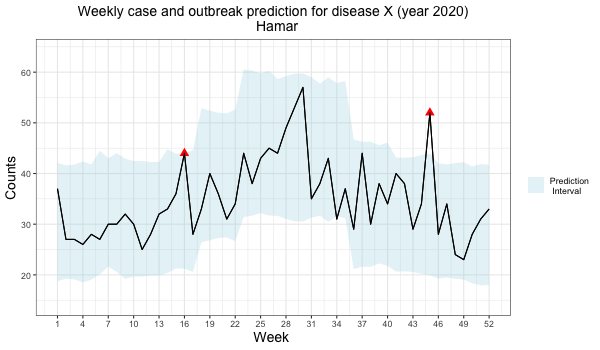 Weekly case and outbreak prediction for disease X (year 2020)
Hamar
Counts
60
50
40
30
20
1 4 7 10 13 16 19 22 25 28 31 34 37 40 43 46 49 52
Week
Prediction
Interval